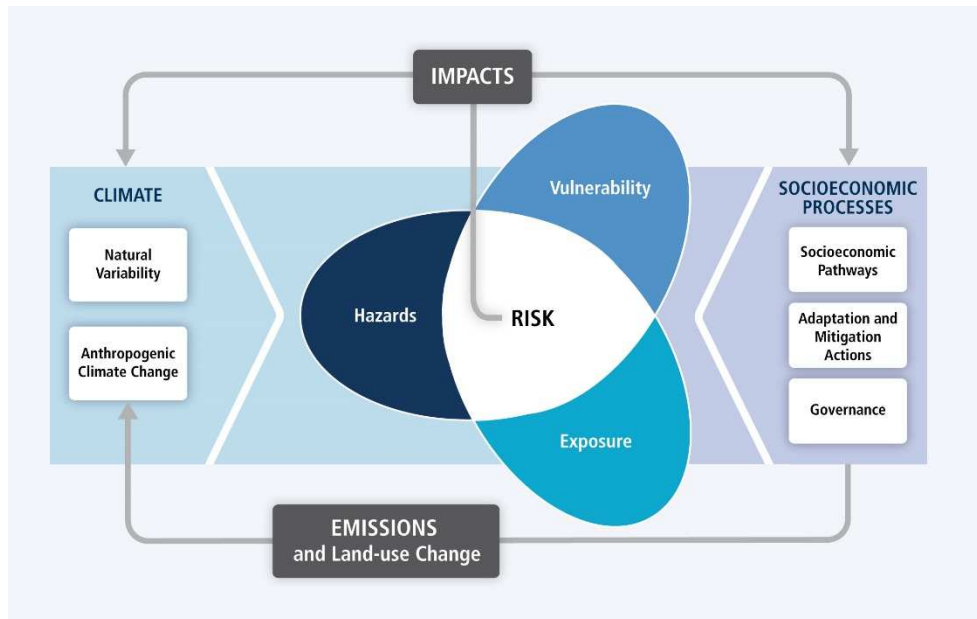 IMPACTS
CLIMATE
Natural
Variability
Anthropogenic
Climate Change
Vulnerability
Hazards
RISK
Exposure
SOCIOECONOMIC
PROCESSES
Socioeconomic
Pathways
Adaptation and
Mitigation
Actions
Governance
EMISSIONS
and Land-use Change